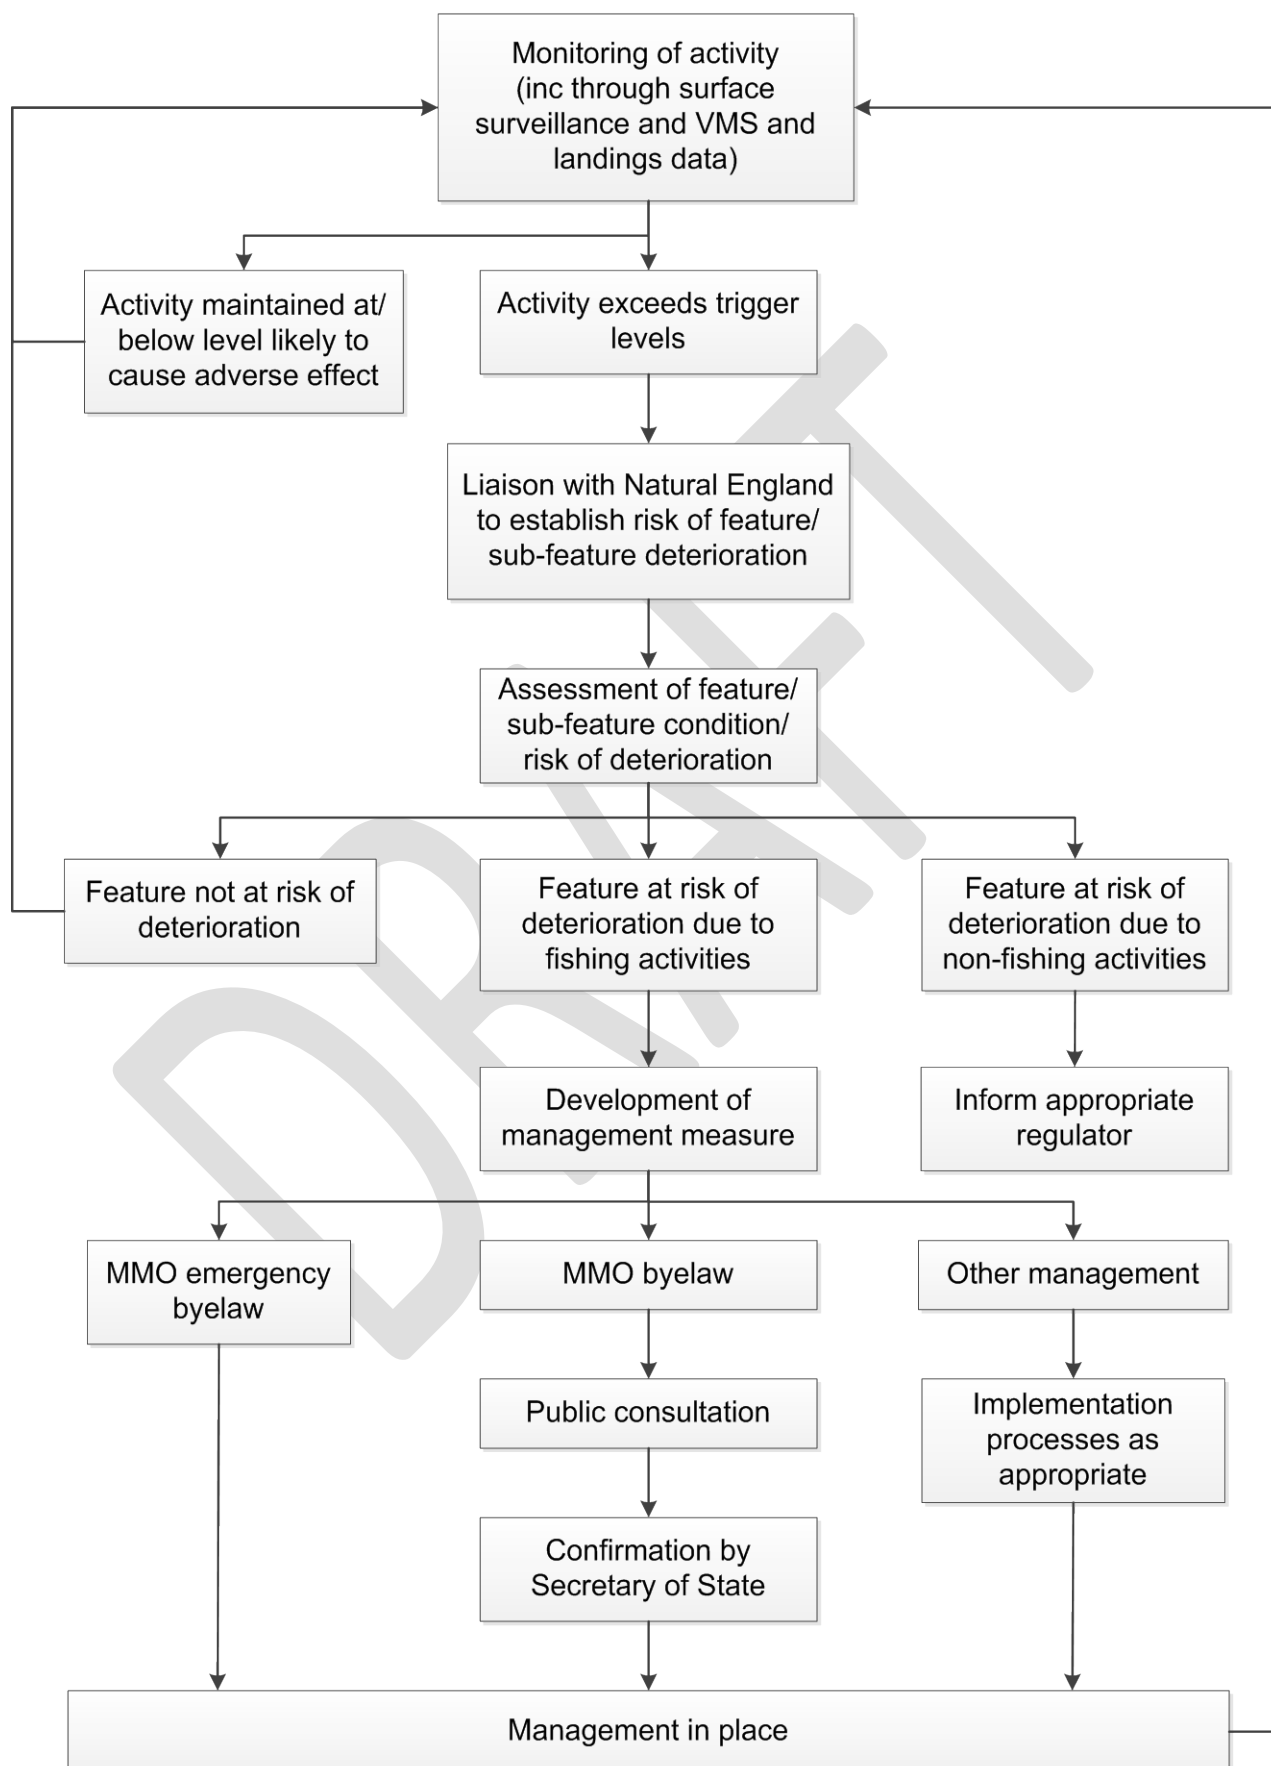 Monitoring of activity
(inc through surface
surveillance and VMS and
landings data)
Activity maintained at/
below level likely to
cause adverse effect
Activity exceeds trigger
levels
Liaison with Natural England
to establish risk of feature/
sub-feature deterioration
Assessment of feature/
sub-feature condition/
risk of deterioration
Feature not at risk of
deterioration
Feature at risk of
deterioration due to
fishing activities
Feature at risk of
deterioration due to
non-fishing activities
Development of
management measure
Inform appropriate
regulator
MMO emergency
byelaw
MMO byelaw
Other management
Public consultation
Implementation
processes as
appropriate
Confirmation by
Secretary of State
Management in place
DRAFT